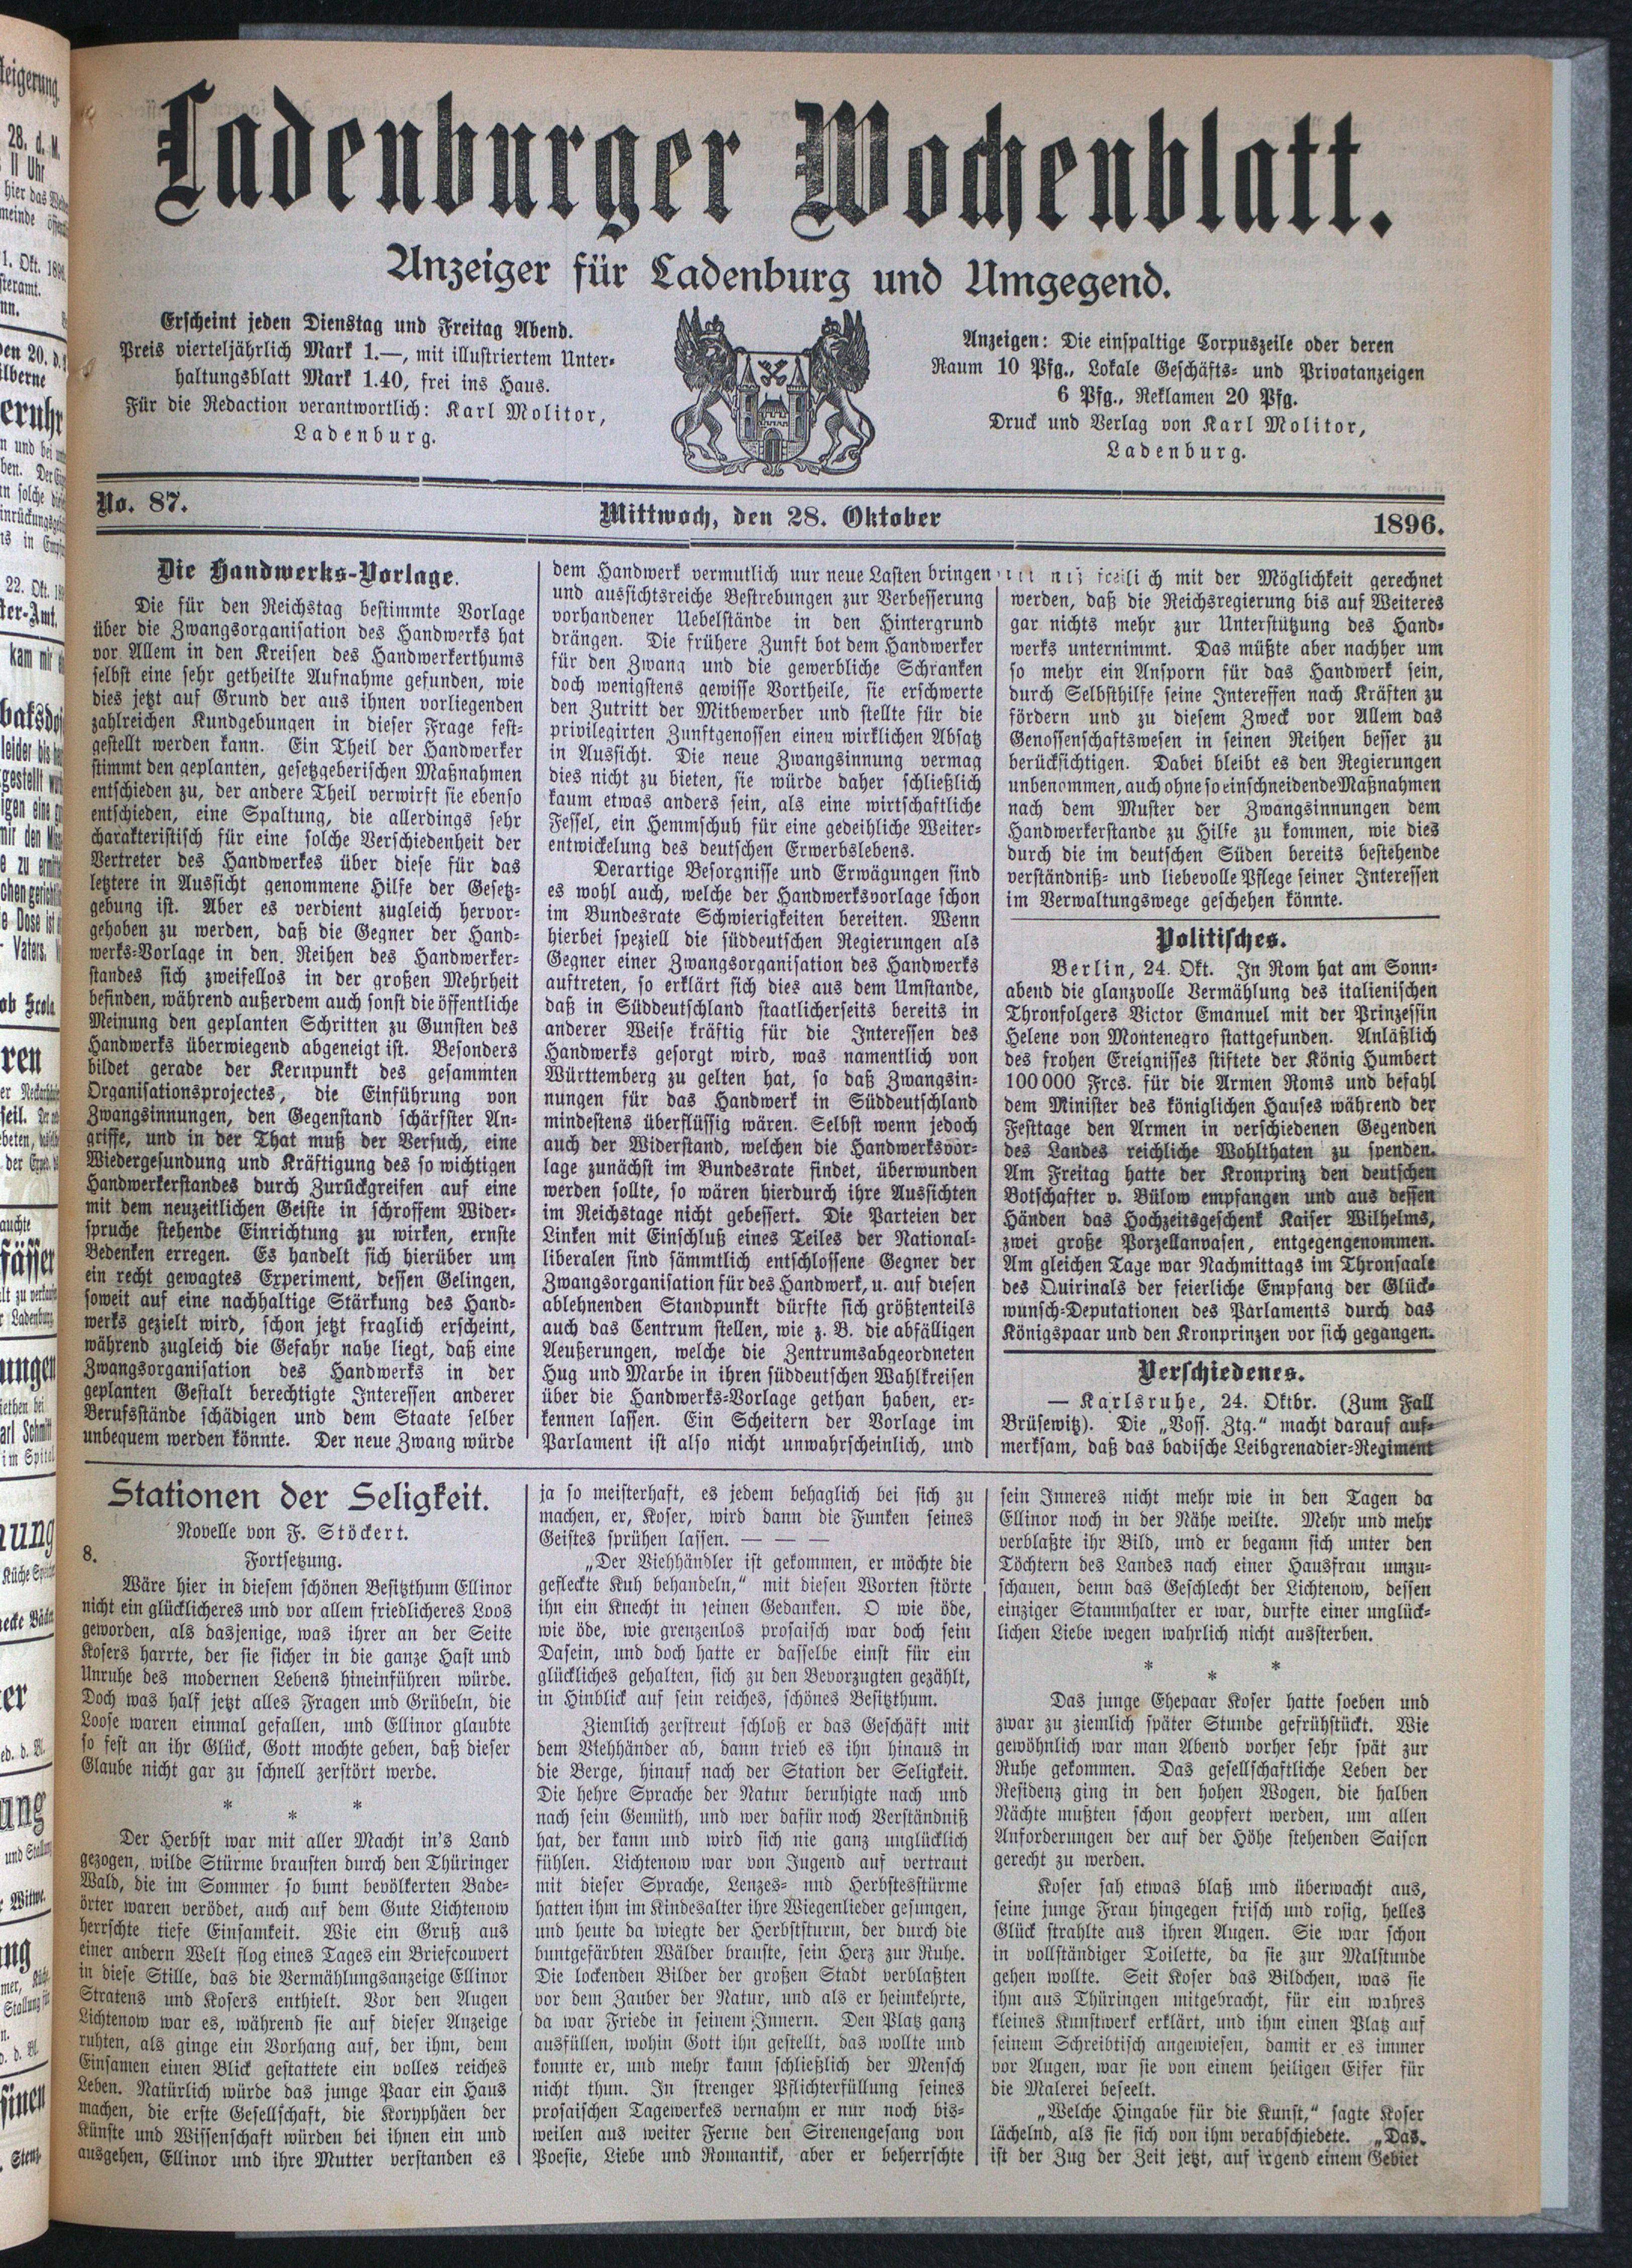 Ladenburger Wochenblatt.
Anzeiger für Ladenburg und Umgegend.
Erscheint jeden Dienstag und Freitag Abend.
Preis vierteljährlich Mark 1.—, mit illustriertem Unter-
haltungsblatt Mark 1.40, frei ins Haus.
Für die Redaction verantwortlich: Karl Molitor,
Ladenburg.
Anzeigen: Die einspaltige Corpuszeile oder deren
Raum 10 Pfg., Lokale Geschäfts- und Privatanzeigen
6 Pfg., Reklamen 20 Pfg.
Druck und Verlag von Karl Molitor,
Ladenburg.
No. 87.
Mittwoch, den 28. Oktober
1896.
Die Handwerks-Vorlage.
Die für den Reichstag bestimmte Vorlage
über die Zwangsorganisation des Handwerks hat
vor Allem in den Kreisen des Handwerkerthums
selbst eine sehr getheilte Aufnahme gefunden, wie
dies jetzt auf Grund der aus ihnen vorliegenden
zahlreichen Kundgebungen in dieser Frage fest-
gestellt werden kann. Ein Theil der Handwerker
stimmt den geplanten, gesetzgeberischen Maßnahmen
entschieden zu, der andere Theil verwirft sie ebenso
entschieden, eine Spaltung, die allerdings sehr
charakteristisch für eine solche Verschiedenheit der
Vertreter des Handwerkes über diese für das
letztere in Aussicht genommene Hilfe der Gesetz-
gebung ist. Aber es verdient zugleich hervor-
gehoben zu werden, daß die Gegner der Hand-
werks-Vorlage in den Reihen des Handwerker-
standes sich zweifellos in der großen Mehrheit
befinden, während außerdem auch sonst die öffentliche
Meinung den geplanten Schritten zu Gunsten des
Handwerks überwiegend abgeneigt ist. Besonders
bildet gerade der Kernpunkt des gesammten
Organisationsprojectes, die Einführung von
Zwangsinnungen, den Gegenstand schärfster An-
griffe, und in der That muß der Versuch, eine
Wiedergesundung und Kräftigung des so wichtigen
Handwerkerstandes durch Zurückgreifen auf eine
mit dem neuzeitlichen Geiste in schroffem Wider-
spruche stehende Einrichtung zu wirken, ernste
Bedenken erregen. Es handelt sich hierüber um
ein recht gewagtes Experiment, dessen Gelingen,
soweit auf eine nachhaltige Stärkung des Hand-
werks gezielt wird, schon jetzt fraglich erscheint,
während zugleich die Gefahr nahe liegt, daß eine
Zwangsorganisation des Handwerks in der
geplanten Gestalt berechtigte Interessen anderer
Berufsstände schädigen und dem Staate selber
unbequem werden könnte. Der neue Zwang würde
dem Handwerk vermutlich nur neue Lasten bringen
und aussichtsreiche Bestrebungen zur Verbesserung
vorhandener Uebelstände in den Hintergrund
drängen. Die frühere Zunft bot dem Handwerker
für den Zwang und die gewerbliche Schranken
doch wenigstens gewisse Vortheile, sie erschwerte
den Zutritt der Mitbewerber und stellte für die
privilegirten Zunftgenossen einen wirklichen Absatz
in Aussicht. Die neue Zwangsinnung vermag
dies nicht zu bieten, sie würde daher schließlich
kaum etwas anders sein, als eine wirtschaftliche
Fessel, ein Hemmschuh für eine gedeihliche Weiter-
entwickelung des deutschen Erwerbslebens.
Derartige Besorgnisse und Erwägungen sind
es wohl auch, welche der Handwerksvorlage schon
im Bundesrate Schwierigkeiten bereiten. Wenn
hierbei speziell die süddeutschen Regierungen als
Gegner einer Zwangsorganisation des Handwerks
auftreten, so erklärt sich dies aus dem Umstande,
daß in Süddeutschland staatlicherseits bereits in
anderer Weise kräftig für die Interessen des
Handwerks gesorgt wird, was namentlich von
Württemberg zu gelten hat, so daß Zwangsin-
nungen für das Handwerk in Süddeutschland
mindestens überflüssig wären. Selbst wenn jedoch
auch der Widerstand, welchen die Handwerksvor-
lage zunächst im Bundesrate findet, überwunden
werden sollte, so wären hierdurch ihre Aussichten
im Reichstage nicht gebessert. Die Parteien der
Linken mit Einschluß eines Teiles der National-
liberalen sind sämmtlich entschlossene Gegner der
Zwangsorganisation für des Handwerk, u. auf diesen
ablehnenden Standpunkt dürfte sich größtenteils
auch das Centrum stellen, wie z. B. die abfälligen
Aeußerungen, welche die Zentrumsabgeordneten
Hug und Marbe in ihren süddeutschen Wahlkreisen
über die Handwerks-Vorlage gethan haben, er-
kennen lassen. Ein Scheitern der Vorlage im
Parlament ist also nicht unwahrscheinlich, und
mit der Möglichkeit gerechnet
werden, daß die Reichsregierung bis auf Weiteres
gar nichts mehr zur Unterstützung des Hand-
werks unternimmt. Das müßte aber nachher um
so mehr ein Ansporn für das Handwerk sein,
durch Selbsthilfe seine Interessen nach Kräften zu
fördern und zu diesem Zweck vor Allem das
Genossenschaftswesen in seinen Reihen besser zu
berücksichtigen. Dabei bleibt es den Regierungen
unbenommen, auch ohne so einschneidende Maßnahmen
nach dem Muster der Zwangsinnungen dem
Handwerkerstande zu Hilfe zu kommen, wie dies
durch die im deutschen Süden bereits bestehende
verständniß- und liebevolle Pflege seiner Interessen
im Verwaltungswege geschehen könnte.
Politisches.
Berlin, 24. Okt. In Rom hat am Sonn-
abend die glanzvolle Vermählung des italienischen
Thronfolgers Victor Emanuel mit der Prinzessin
Helene von Montenegro stattgefunden. Anläßlich
des frohen Ereignisses stiftete der König Humbert
100 000 Frcs. für die Armen Roms und befahl
dem Minister des königlichen Hauses während der
Festtage den Armen in verschiedenen Gegenden
des Landes reichliche Wohlthaten zu spenden.
Am Freitag hatte der Kronprinz den deutschen
Botschafter v. Bülow empfangen und aus dessen
Händen das Hochzeitsgeschenk Kaiser Wilhelms,
zwei große Porzellanvasen, entgegengenommen.
Am gleichen Tage war Nachmittags im Thronsaale
des Quirinals der feierliche Empfang der Glück-
wunsch-Deputationen des Parlaments durch das
Königspaar und den Kronprinzen vor sich gegangen.
Verschiedenes.
— Karlsruhe, 24. Oktbr. (Zum Fall
Brüsewitz). Die „Voss. Ztg.“ macht darauf auf-
merksam, daß das badische Leibgrenadier-Regiment
Stationen der Seligkeit.
Novelle von F. Stöckert.
8.
Fortsetzung.
Wäre hier in diesem schönen Besitzthum Ellinor
nicht ein glücklicheres und vor allem friedlicheres Loos
geworden, als dasjenige, was ihrer an der Seite
Kosers harrte, der sie sicher in die ganze Hast und
Unruhe des modernen Lebens hineinführen würde.
Doch was half jetzt alles Fragen und Grübeln, die
Loose waren einmal gefallen, und Ellinor glaubte
so fest an ihr Glück, Gott mochte geben, daß dieser
Glaube nicht gar zu schnell zerstört werde.
* * *
Der Herbst war mit aller Macht in's Land
gezogen, wilde Stürme brausten durch den Thüringer
Wald, die im Sommer so bunt bevölkerten Bade-
örter waren verödet, auch auf dem Gute Lichtenow
herrschte tiefe Einsamkeit. Wie ein Gruß aus
einer andern Welt flog eines Tages ein Briefcouvert
in diese Stille, das die Vermählungsanzeige Ellinor
Stratens und Kosers enthielt. Vor den Augen
Lichtenow war es, während sie auf dieser Anzeige
ruhten, als ginge ein Vorhang auf, der ihm, dem
Einsamen einen Blick gestattete ein volles reiches
Leben. Natürlich würde das junge Paar ein Haus
machen, die erste Gesellschaft, die Koryphäen der
Künste und Wissenschaft würden bei ihnen ein und
ausgehen, Ellinor und ihre Mutter verstanden es
ja so meisterhaft, es jedem behaglich bei sich zu
machen, er, Koser, wird dann die Funken seines
Geistes sprühen lassen. — — —
„Der Viehhändler ist gekommen, er möchte die
gefleckte Kuh behandeln,“ mit diesen Worten störte
ihn ein Knecht in seinen Gedanken. O wie öde,
wie öde, wie grenzenlos prosaisch war doch sein
Dasein, und doch hatte er dasselbe einst für ein
glückliches gehalten, sich zu den Bevorzugten gezählt,
in Hinblick auf sein reiches, schönes Besitzthum.
Ziemlich zerstreut schloß er das Geschäft mit
dem Viehhänder ab, dann trieb es ihn hinaus in
die Berge, hinauf nach der Station der Seligkeit.
Die hehre Sprache der Natur beruhigte nach und
nach sein Gemüth, und wer dafür noch Verständniß
hat, der kann und wird sich nie ganz unglücklich
fühlen. Lichtenow war von Jugend auf vertraut
mit dieser Sprache, Lenzes- und Herbstesstürme
hatten ihm im Kindesalter ihre Wiegenlieder gesungen,
und heute da wiegte der Herbststurm, der durch die
buntgefärbten Wälder brauste, sein Herz zur Ruhe.
Die lockenden Bilder der großen Stadt verblaßten
vor dem Zauber der Natur, und als er heimkehrte,
da war Friede in seinem Innern. Den Platz ganz
ausfüllen, wohin Gott ihn gestellt, das wollte und
konnte er, und mehr kann schließlich der Mensch
nicht thun. In strenger Pflichterfüllung seines
prosaischen Tagewerkes vernahm er nur noch bis-
weilen aus weiter Ferne den Sirenengesang von
Poesie, Liebe und Romantik, aber er beherrschte
sein Inneres nicht mehr wie in den Tagen da
Ellinor noch in der Nähe weilte. Mehr und mehr
verblaßte ihr Bild, und er begann sich unter den
Töchtern des Landes nach einer Hausfrau umzu-
schauen, denn das Geschlecht der Lichtenow, dessen
einziger Stammhalter er war, durfte einer unglück-
lichen Liebe wegen wahrlich nicht aussterben.
* * *
Das junge Ehepaar Koser hatte soeben und
zwar zu ziemlich später Stunde gefrühstückt. Wie
gewöhnlich war man Abend vorher sehr spät zur
Ruhe gekommen. Das gesellschaftliche Leben der
Residenz ging in den hohen Wogen, die halben
Nächte mußten schon geopfert werden, um allen
Anforderungen der auf der Höhe stehenden Saison
gerecht zu werden.
Koser sah etwas blaß und überwacht aus,
seine junge Frau hingegen frisch und rosig, helles
Glück strahlte aus ihren Augen. Sie war schon
in vollständiger Toilette, da sie zur Malstunde
gehen wollte. Seit Koser das Bildchen, was sie
ihm aus Thüringen mitgebracht, für ein wahres
kleines Kunstwerk erklärt, und ihm einen Platz auf
seinem Schreibtisch angewiesen, damit er es immer
vor Augen, war sie von einem heiligen Eifer für
die Malerei beseelt.
„Welche Hingabe für die Kunst,“ sagte Koser
lächelnd, als sie sich von ihm verabschiedete. „Das
ist der Zug der Zeit jetzt, auf irgend einem Gebiet